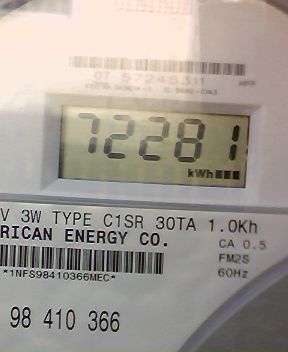 07 57245311
72281
kWh
V 3W TYPE C1SR 30TA 1.0Kh
RICAN ENERGY CO.
CA 0.5
FM2S
60Hz
*1NFS98410366MEC*
98 410 366